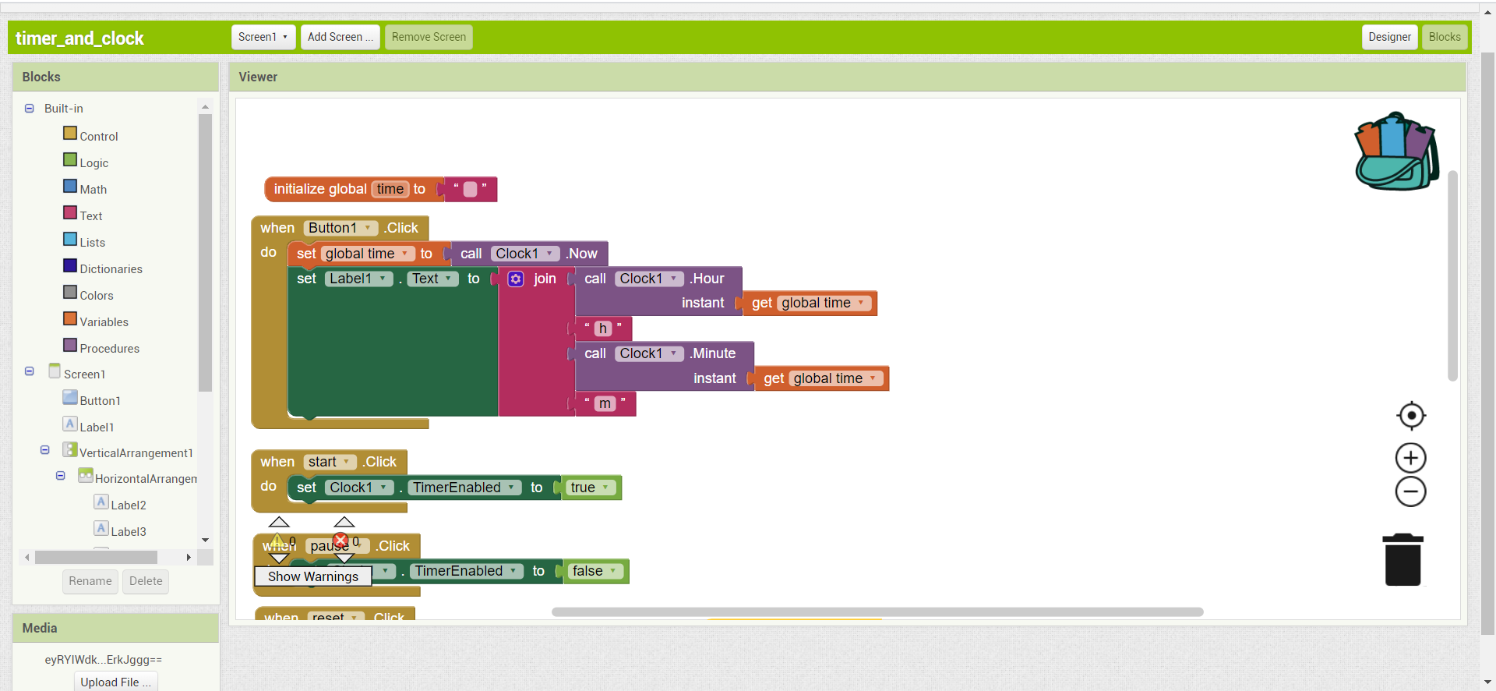 timer_and_clock
Screen1
Add Screen ...
Remove Screen
Designer
Blocks
Blocks
Viewer
Built-in
Control
Logic
Math
Text
Lists
Dictionaries
Colors
Variables
Procedures
Screen1
Button1
Label1
VerticalArrangement1
HorizontalArrangem
Label2
Label3
Rename
Delete
Media
eyRYIWdk...ErkJggg==
Upload File ...
initialize global time to " "
when Button1 .Click
do set global time to call Clock1 .Now
set Label1 . Text to join call Clock1 .Hour
instant get global time
" h "
call Clock1 .Minute
instant get global time
" m "
when start .Click
do set Clock1 . TimerEnabled to true
when pause .Click
. TimerEnabled to false
0
0
Show Warnings
when reset .Click